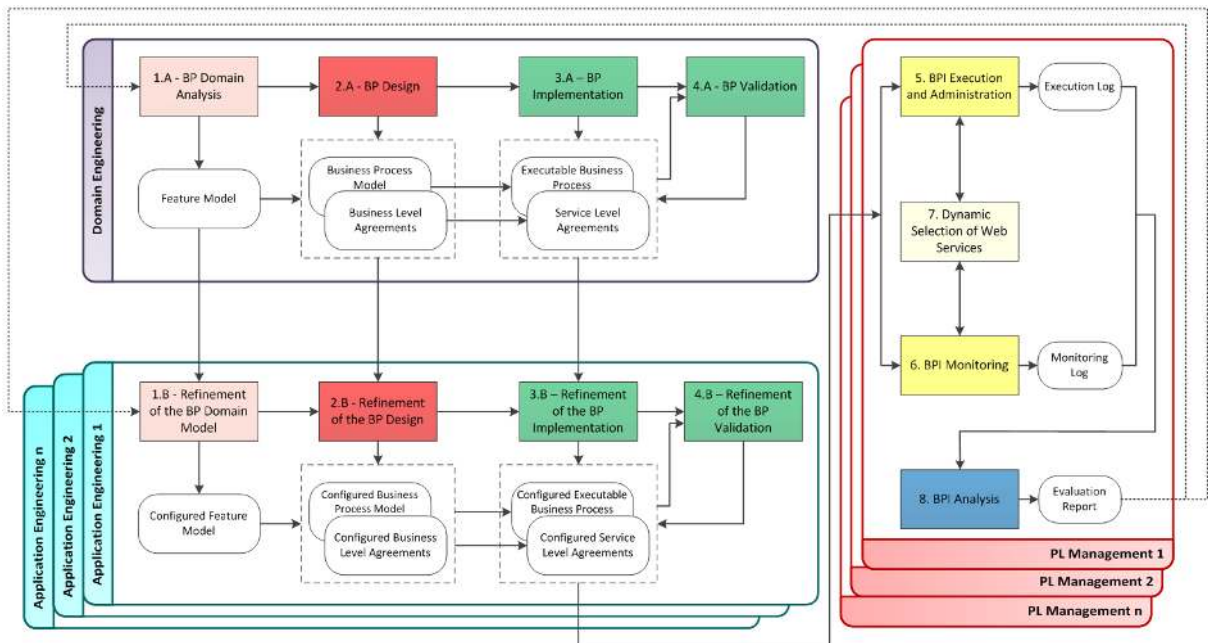 Domain Engineering
1.A - BP Domain
Analysis
2.A - BP Design
3.A – BP
Implementation
4.A - BP Validation
Feature Model
Business Process
Model
Business Level
Agreements
Executable Business
Process
Service Level
Agreements
Application Engineering n
Application Engineering 2
Application Engineering 1
1.B - Refinement
of the BP Domain
Model
2.B - Refinement
of the BP Design
3.B – Refinement
of the BP
Implementation
4.B – Refinement
of the BP
Validation
Configured Feature
Model
Configured Business
Process Model
Configured Business
Level Agreements
Configured Executable
Business Process
Configured Service
Level Agreements
5. BPI Execution
and Administration
Execution Log
7. Dynamic
Selection of Web
Services
6. BPI Monitoring
Monitoring
Log
8. BPI Analysis
Evaluation
Report
PL Management 1
PL Management 2
PL Management n